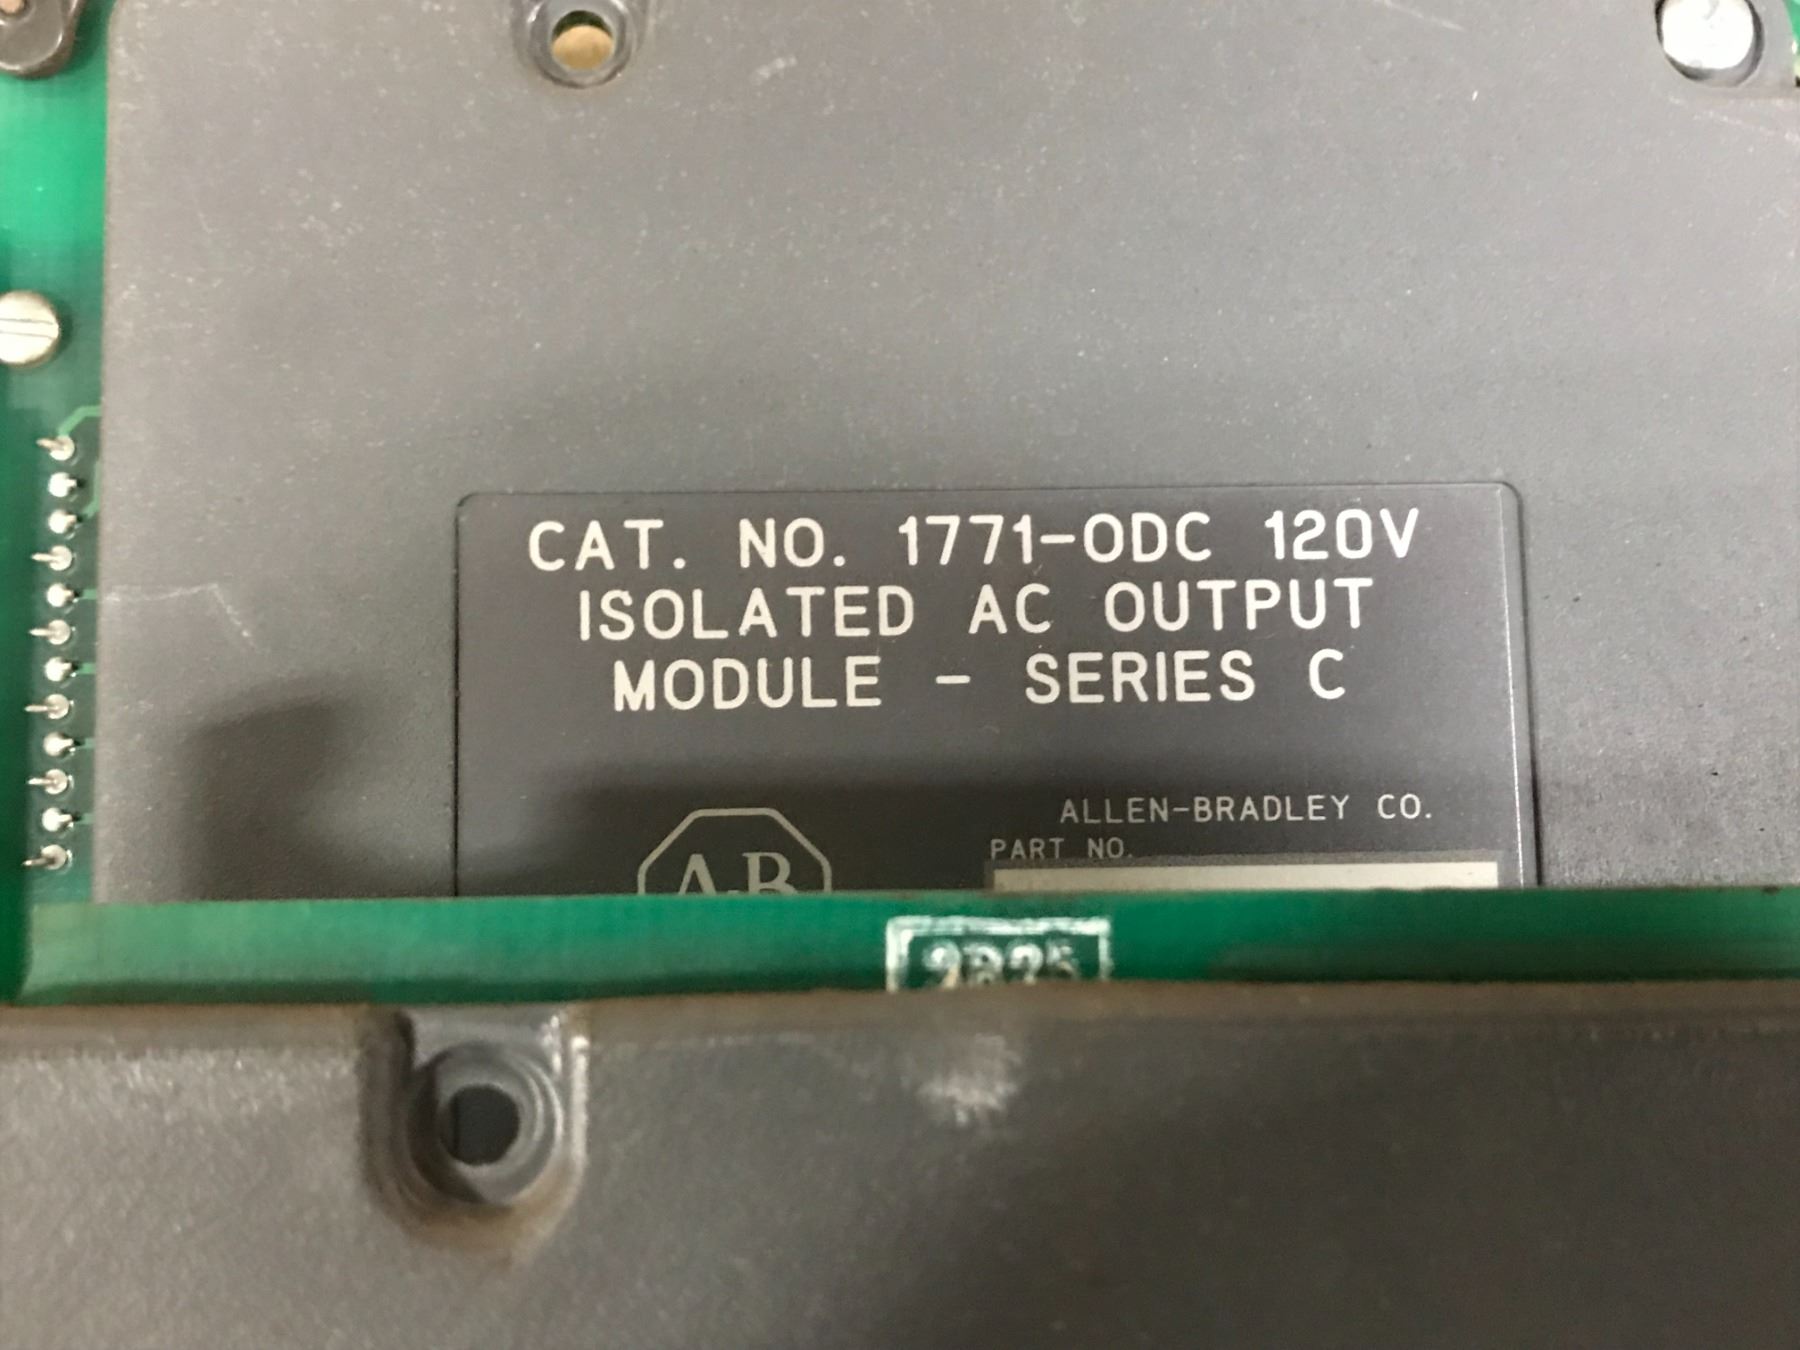 CAT. NO. 1771-ODC 120V
ISOLATED AC OUTPUT
MODULE - SERIES C
ALLEN-BRADLEY CO.
PART NO.
A-B